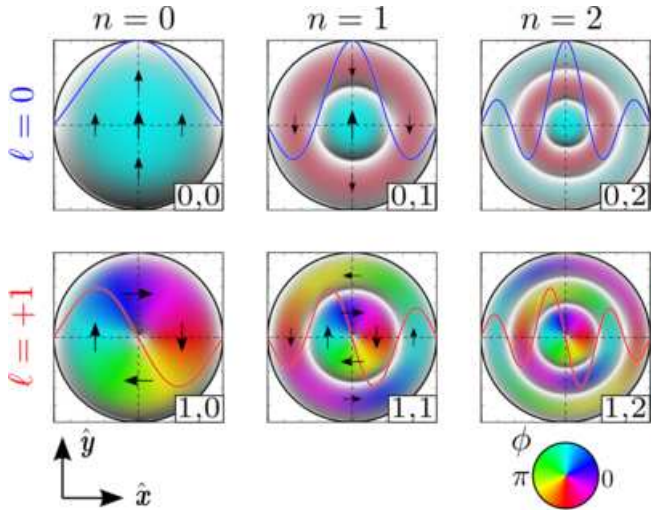 n = 0 n = 1 n = 2
ℓ = 0
0,0 0,1 0,2
ℓ = +1
1,0 1,1 1,2
ŷ
x̂
ϕ
π 0